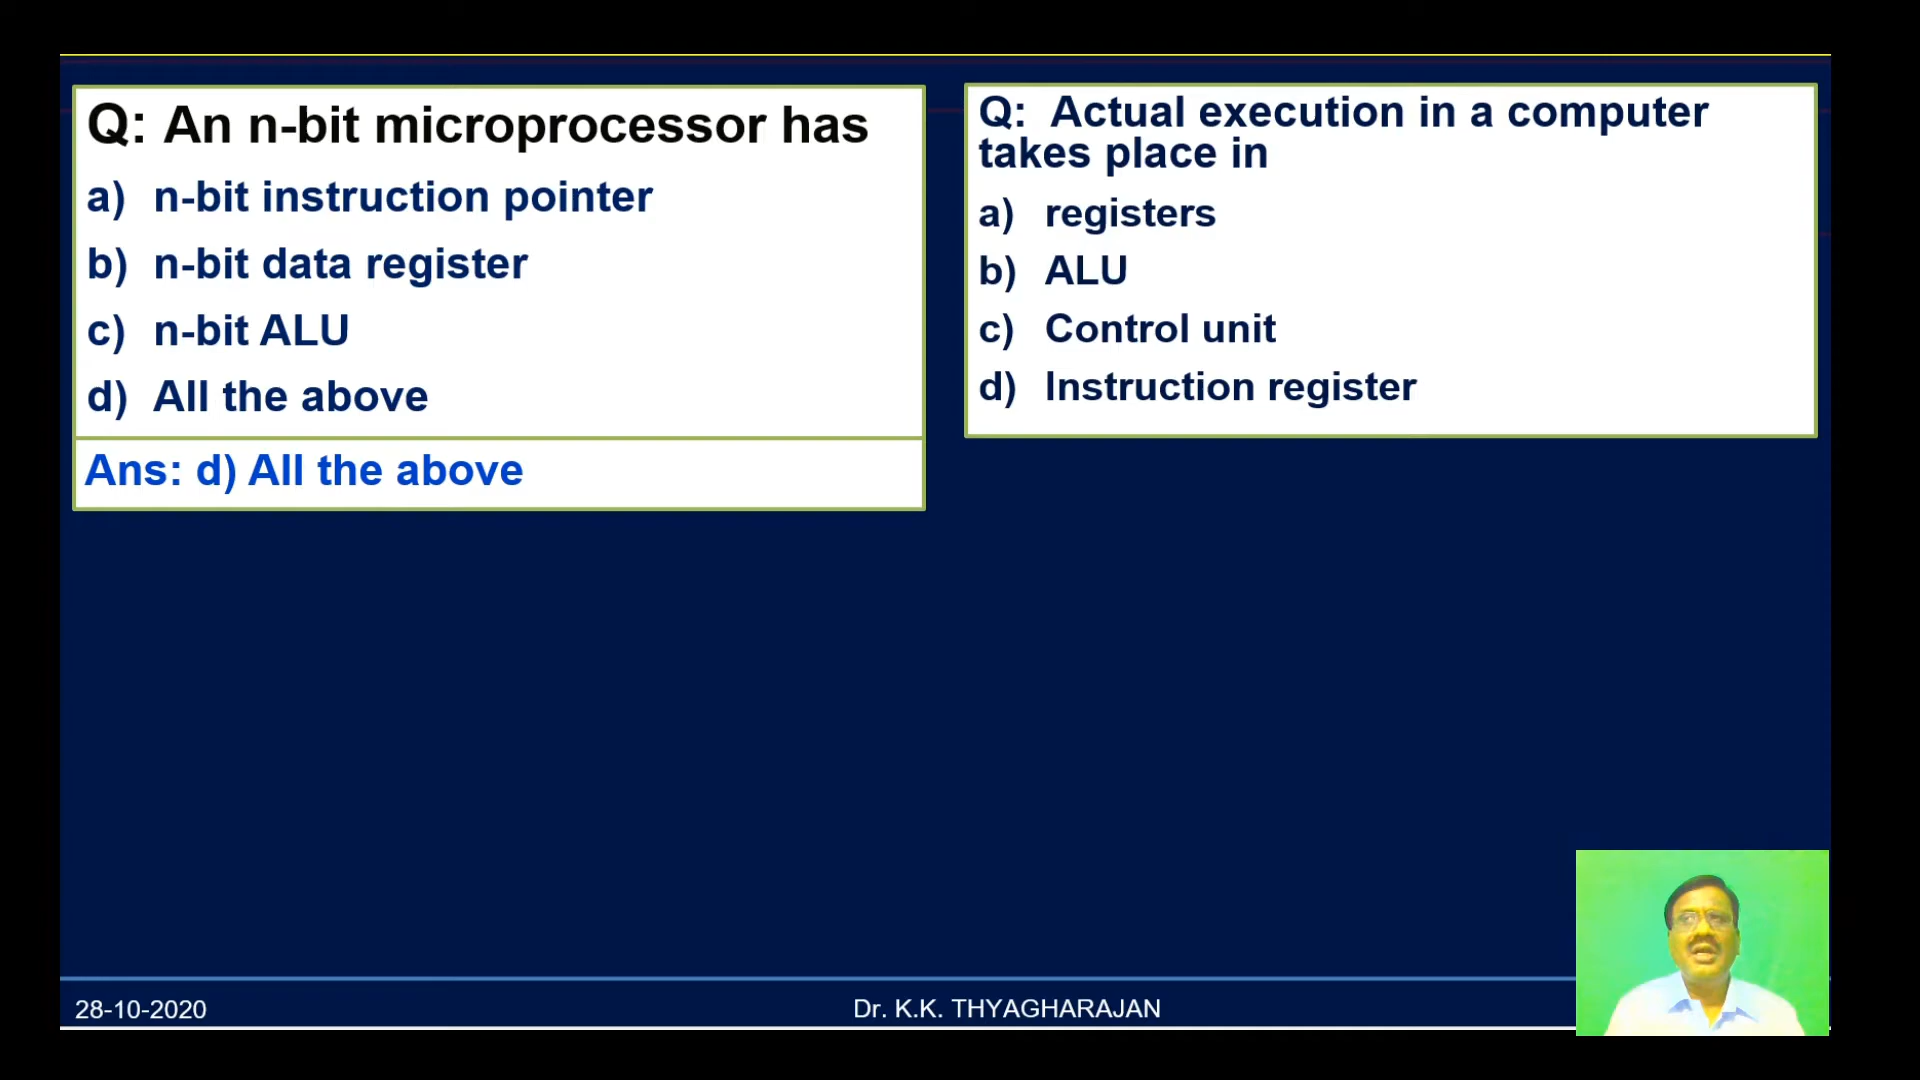 Q: An n-bit microprocessor has
a) n-bit instruction pointer
b) n-bit data register
c) n-bit ALU
d) All the above
Ans: d) All the above
Q: Actual execution in a computer
takes place in
a) registers
b) ALU
c) Control unit
d) Instruction register
28-10-2020
Dr. K.K. THYAGHARAJAN